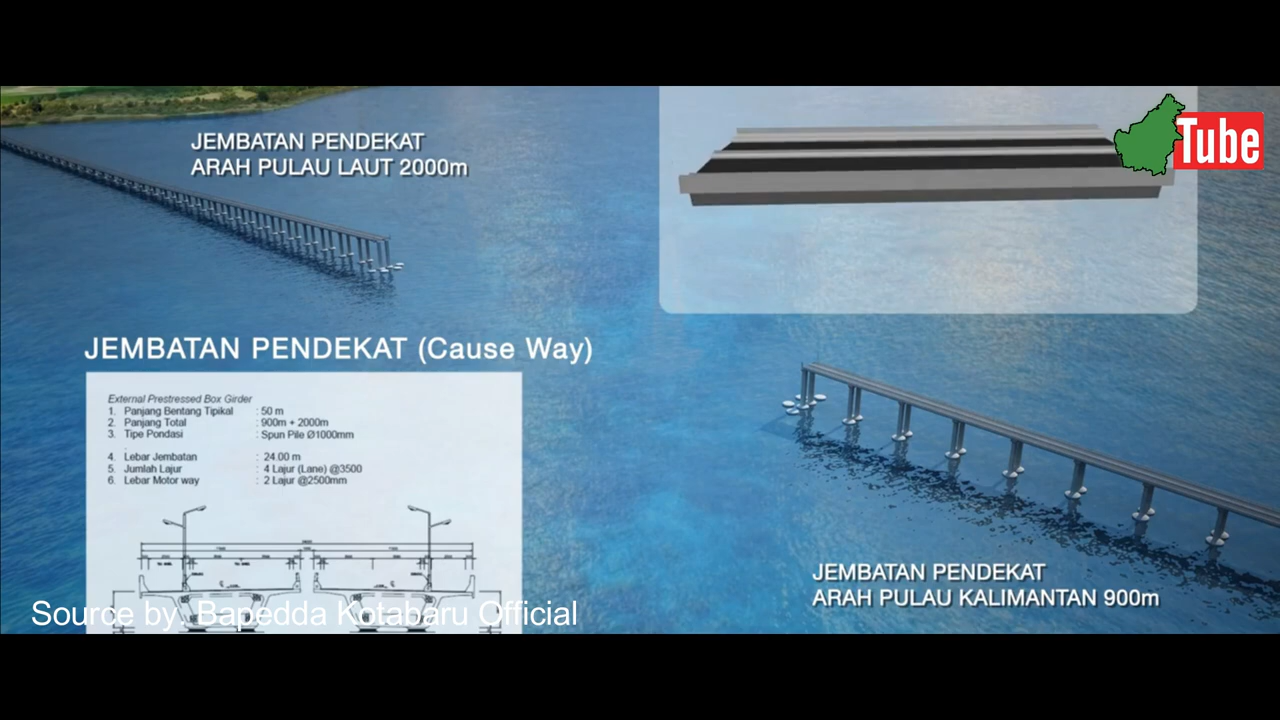 JEMBATAN PENDEKAT
ARAH PULAU LAUT 2000m
Tube
JEMBATAN PENDEKAT (Cause Way)
External Prestressed Box Girder
1. Panjang Bentang Tipikal : 50 m
2. Panjang Total : 900m + 2000m
3. Tipe Pondasi : Spun Pile Ø1000mm
4. Lebar Jembatan : 24.00 m
5. Jumlah Lajur : 4 Lajur (Lane) @3500
6. Lebar Motor way : 2 Lajur @2500mm
JEMBATAN PENDEKAT
ARAH PULAU KALIMANTAN 900m
Source by. Bapedda Kotabaru Official